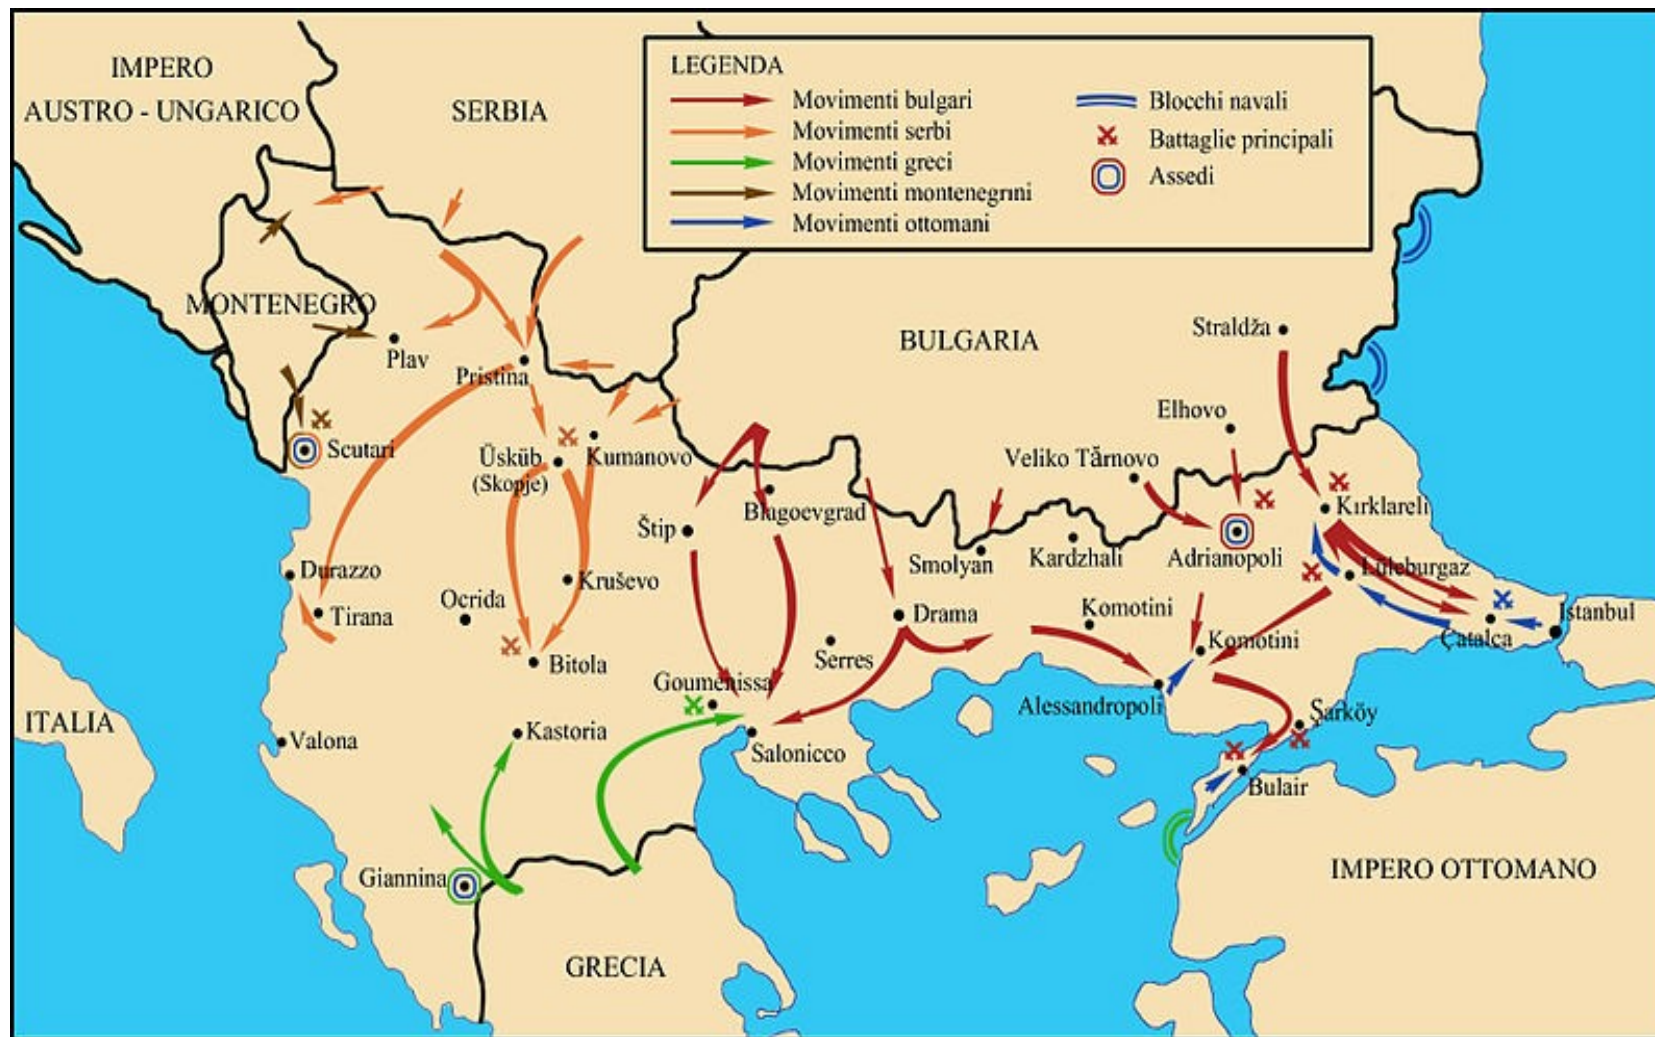 IMPERO
AUSTRO - UNGARICO
SERBIA
LEGENDA
Movimenti bulgari
Movimenti serbi
Movimenti greci
Movimenti montenegrini
Movimenti ottomani
Blocchi navali
Battaglie principali
Assedi
MONTENEGRO
BULGARIA
Straldža
Plav
Pristina
Elhovo
Scutari
Üsküb
(Skopje)
Kumanovo
Veliko Tărnovo
Blagoevgrad
Kırklareli
Štip
Smolyan
Kardzhali
Adrianopoli
Durazzo
Kruševo
Lüleburgaz
Tirana
Ocrida
Drama
Komotini
Istanbul
Çatalca
Komotini
Serres
Bitola
Goumenissa
Alessandropoli
Şarköy
ITALIA
Valona
Kastoria
Salonicco
Bulair
Giannina
IMPERO OTTOMANO
GRECIA